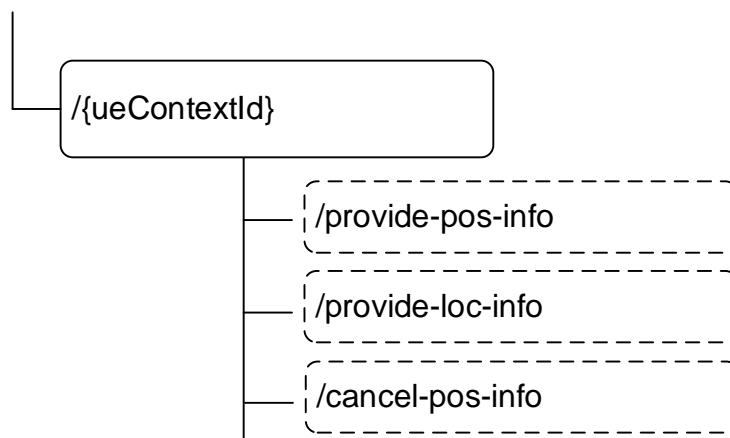 /{ueContextId}
/provide-pos-info
/provide-loc-info
/cancel-pos-info